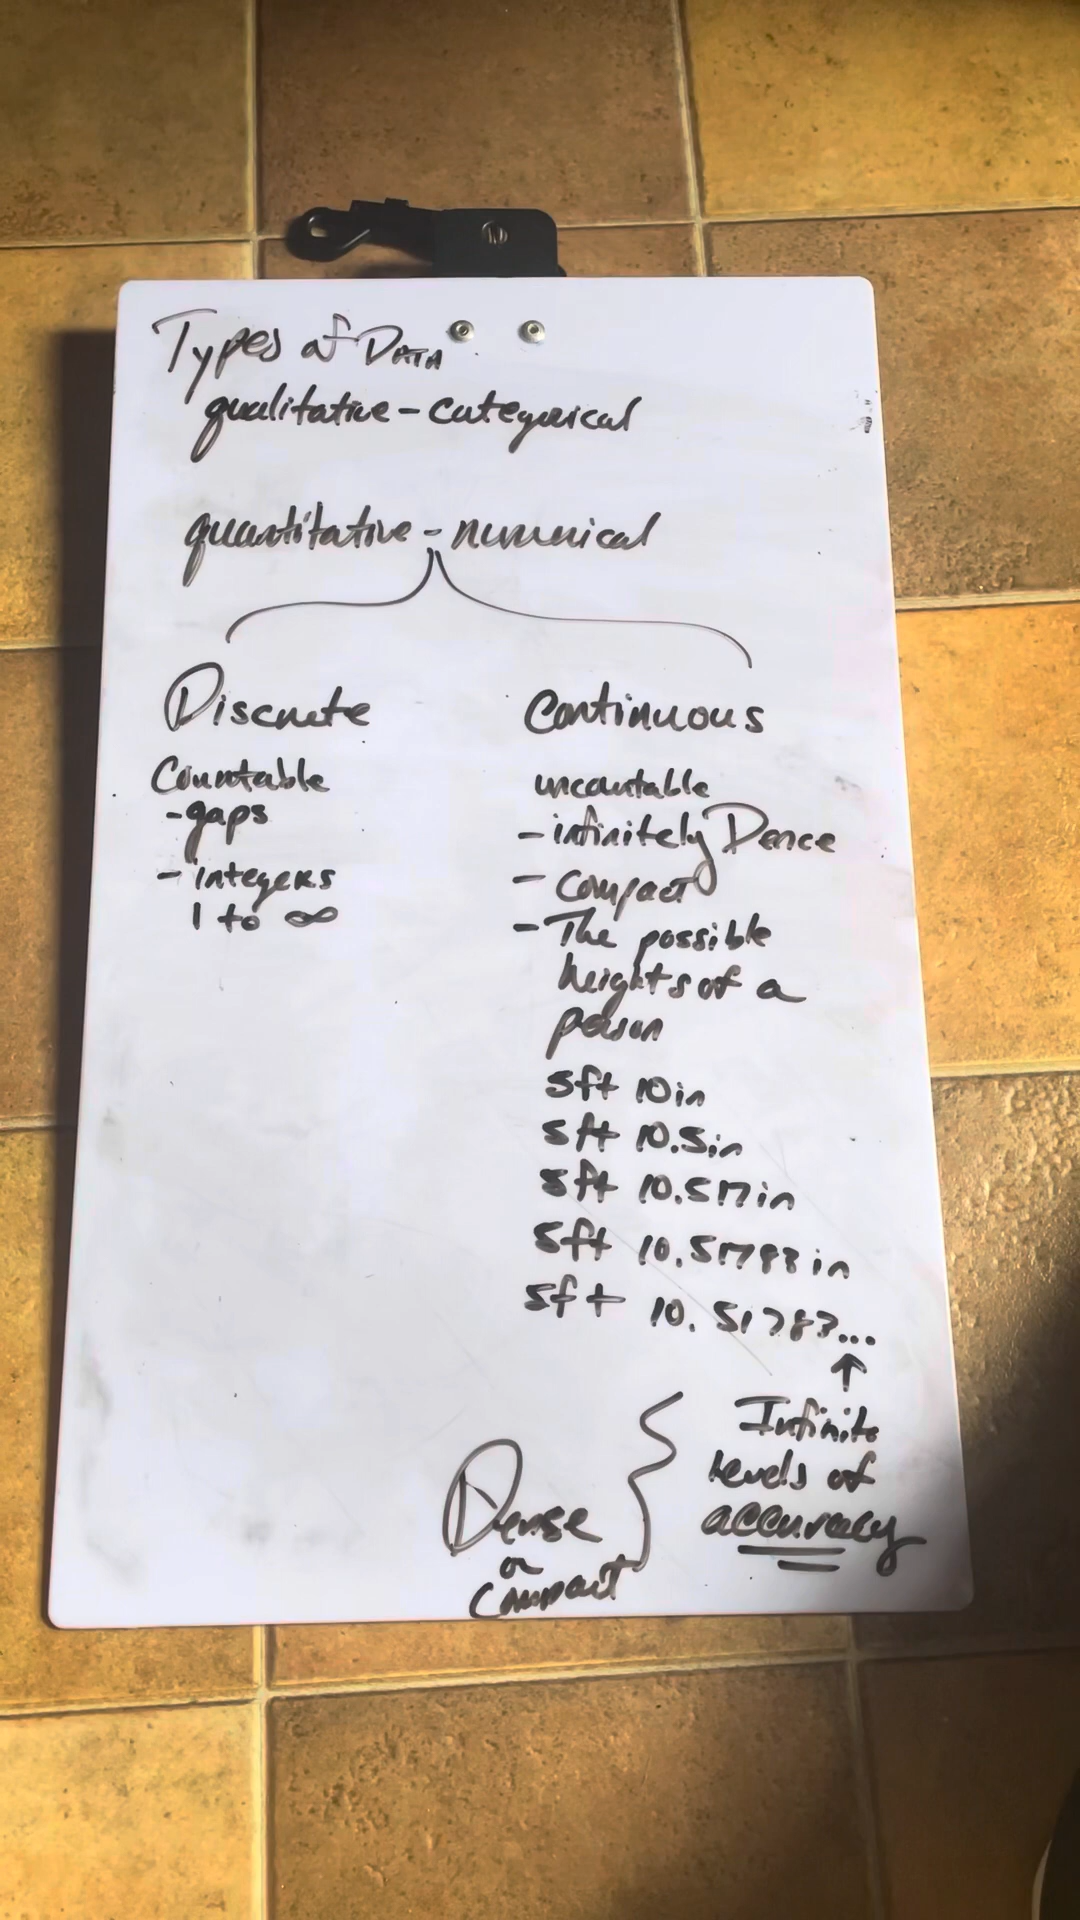 Types of DATA
qualitative - categorical
quantitative - numerical
Discrete
Countable
- gaps
- integers
1 to ∞
Continuous
uncountable
- infinitely Dence
- compact
- The possible
heights of a
person
5ft 10in
5ft 10.5in
5ft 10.517in
5ft 10.51783in
5ft 10.51783...
↑
Infinite
levels of
accuracy
Dense
or
Compact